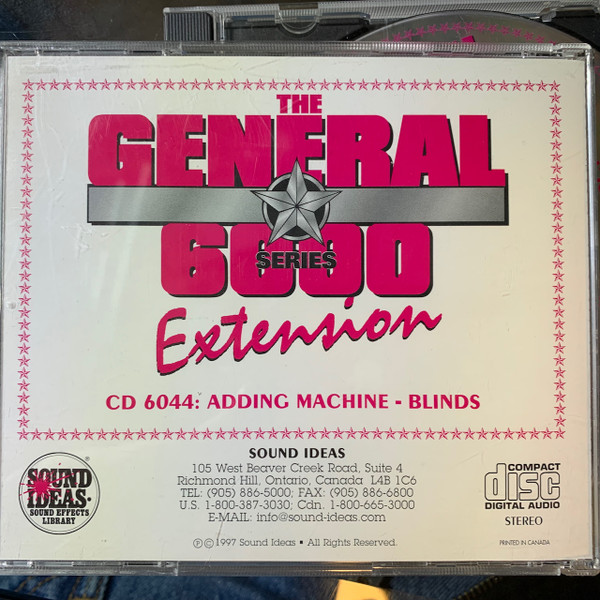 THE
GENERAL
SERIES
6000
Extension
CD 6044: ADDING MACHINE - BLINDS
SOUND IDEAS
105 West Beaver Creek Road, Suite 4
Richmond Hill, Ontario, Canada L4B 1C6
TEL: (905) 886-5000; FAX: (905) 886-6800
U.S. 1-800-387-3030; Cdn. 1-800-665-3000
E-MAIL: info@sound-ideas.com
℗©1997 Sound Ideas • All Rights Reserved.
SOUND
IDEAS
SOUND EFFECTS
LIBRARY
COMPACT
disc
DIGITAL AUDIO
STEREO
PRINTED IN CANADA